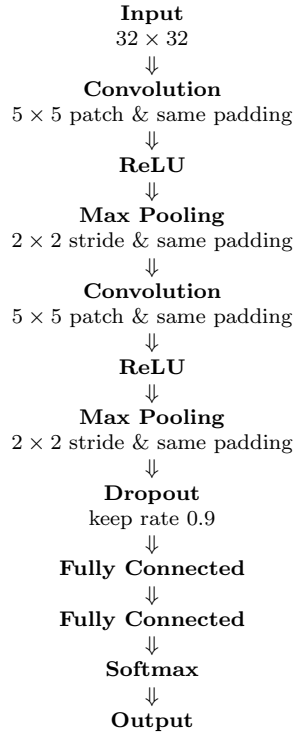 Input
32 × 32
⇓
Convolution
5 × 5 patch & same padding
⇓
ReLU
⇓
Max Pooling
2 × 2 stride & same padding
⇓
Convolution
5 × 5 patch & same padding
⇓
ReLU
⇓
Max Pooling
2 × 2 stride & same padding
⇓
Dropout
keep rate 0.9
⇓
Fully Connected
⇓
Fully Connected
⇓
Softmax
⇓
Output